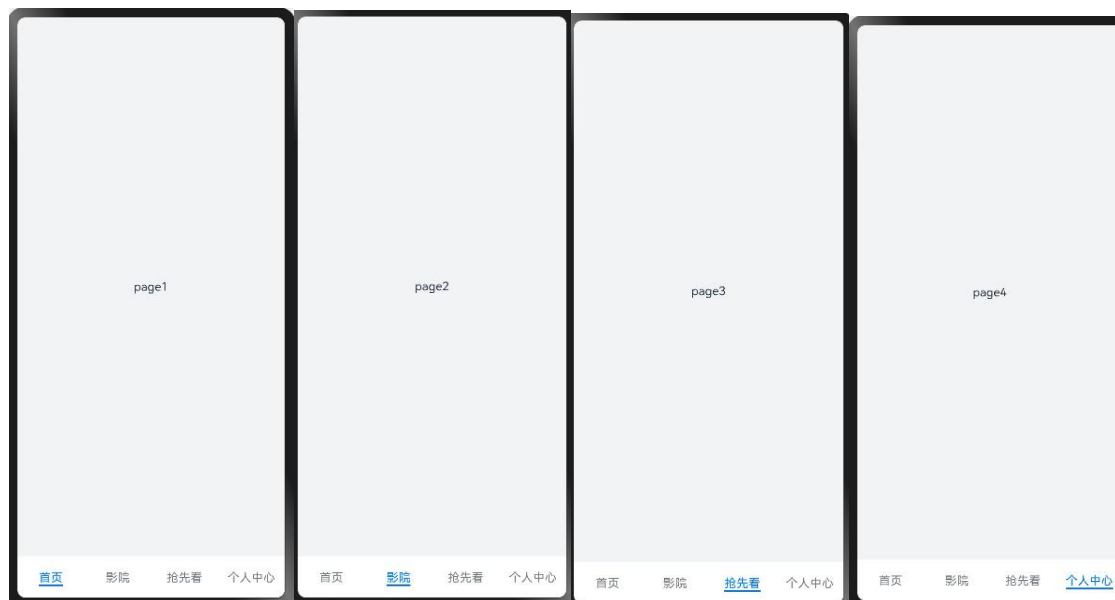 page1
首页 影院 抢先看 个人中心
page2
首页 影院 抢先看 个人中心
page3
首页 影院 抢先看 个人中心
page4
首页 影院 抢先看 个人中心